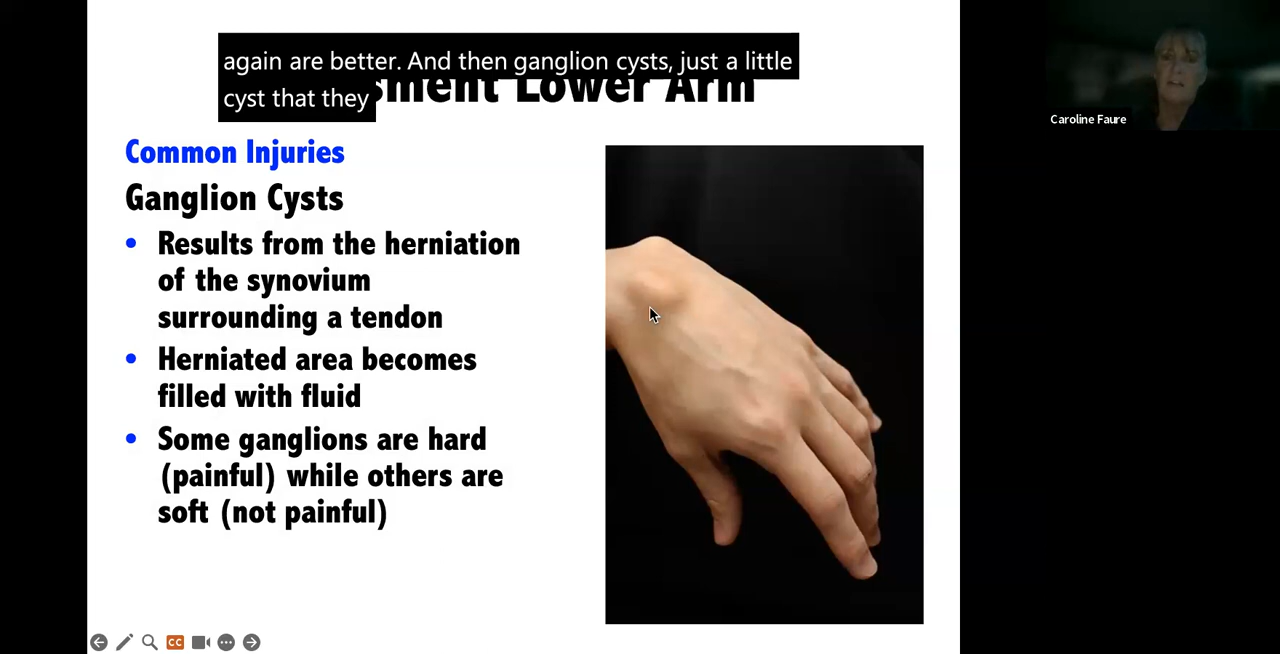 again are better. And then ganglion cysts, just a little
cyst that they
sment Lower Arm
Caroline Faure
Common Injuries
Ganglion Cysts
• Results from the herniation
of the synovium
surrounding a tendon
• Herniated area becomes
filled with fluid
• Some ganglions are hard
(painful) while others are
soft (not painful)
CC